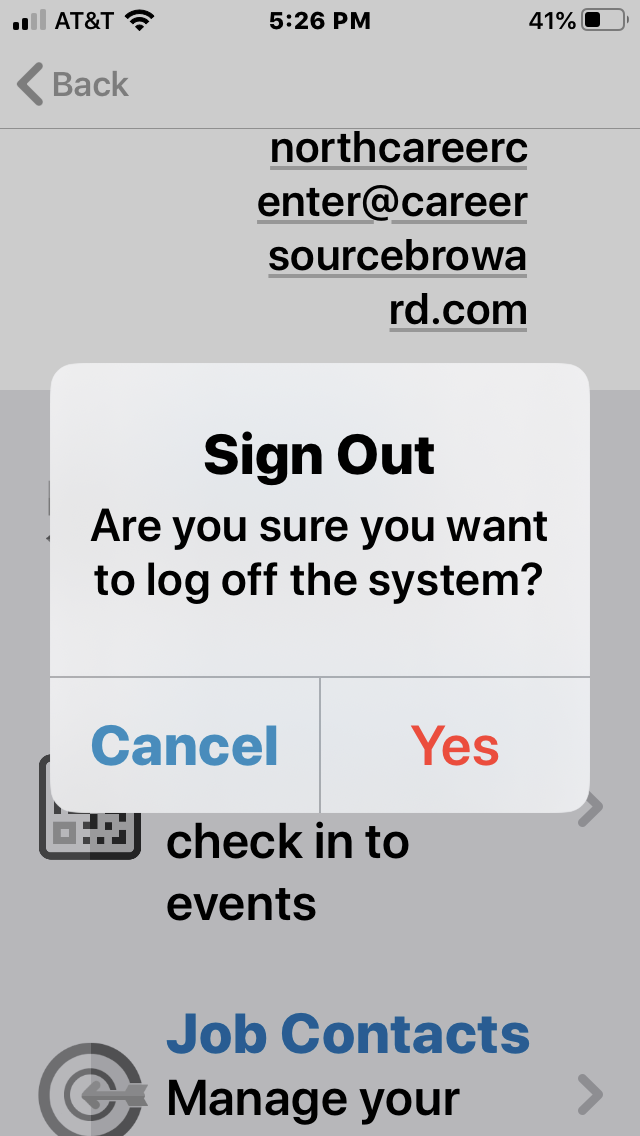 AT&T 5:26 PM 41%
Back
northcareerc
enter@career
sourcebrowa
rd.com
Sign Out
Are you sure you want
to log off the system?
Cancel Yes
check in to
events
Job Contacts
Manage your